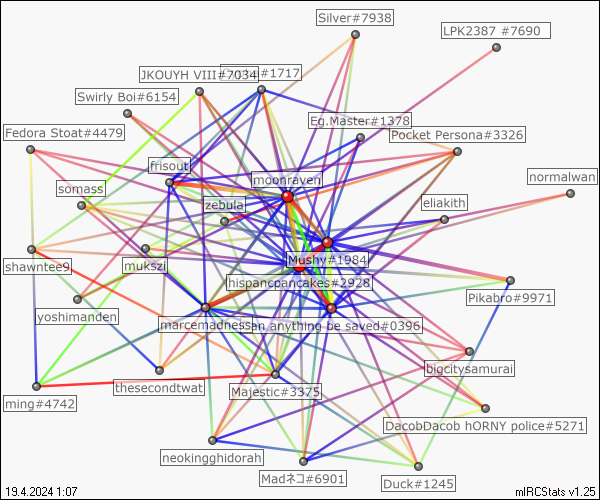 Silver#7938
LPK2387 #7690
JKOUYH VIII#7034
#1717
Swirly Boi#6154
Eg.Master#1378
Fedora Stoat#4479
Pocket Persona#3326
frisout
moonraven
normalwan
somass
zebula
eliakith
Mushy#1984
shawntee9
mukszi
hispancpancakes#2928
Pikabro#9971
yoshimanden
marcemadness
an anything be saved#0396
bigcitysamurai
thesecondtwat
Majestic#3375
ming#4742
DacobDacob hORNY police#5271
neokingghidorah
Madネコ#6901
Duck#1245
19.4.2024 1:07
mIRCStats v1.25